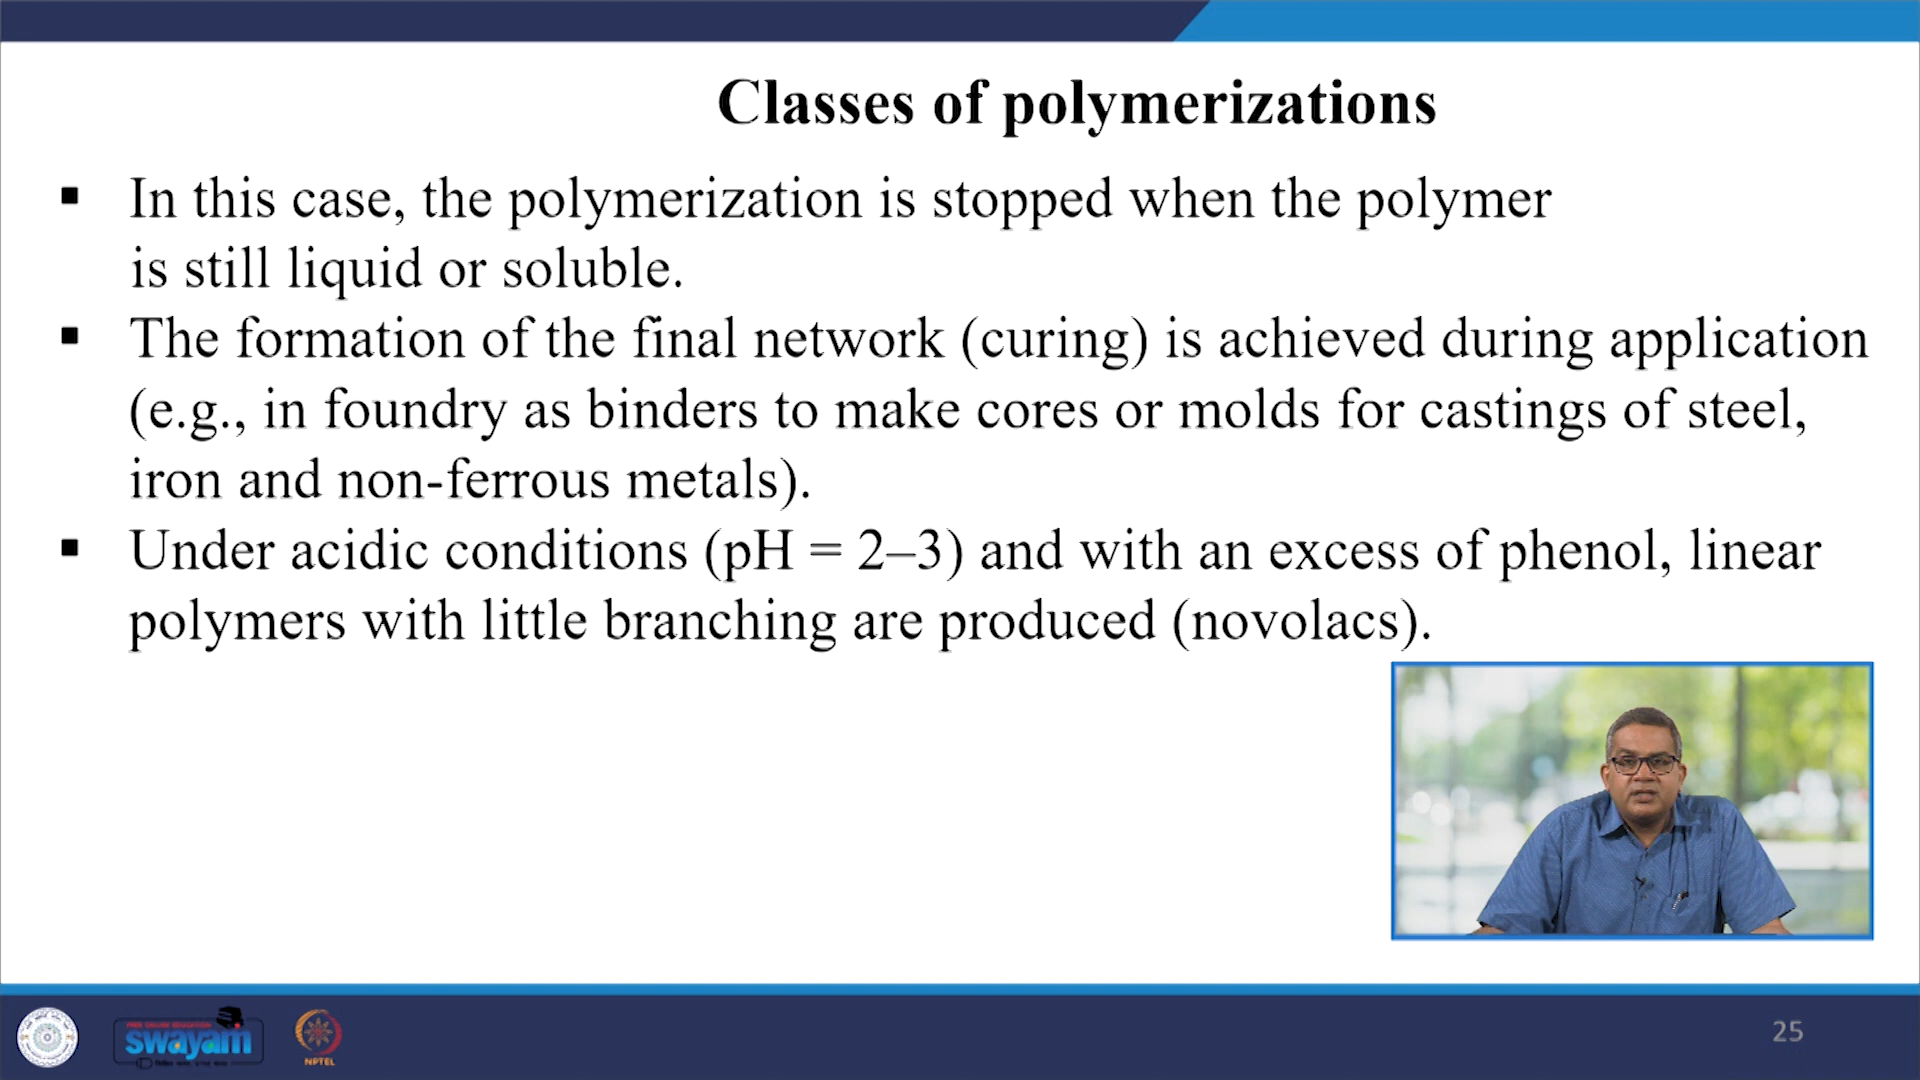 Classes of polymerizations
▪ In this case, the polymerization is stopped when the polymer
is still liquid or soluble.
▪ The formation of the final network (curing) is achieved during application
(e.g., in foundry as binders to make cores or molds for castings of steel,
iron and non-ferrous metals).
▪ Under acidic conditions (pH = 2–3) and with an excess of phenol, linear
polymers with little branching are produced (novolacs).
FREE ONLINE EDUCATION
swayam
NPTEL
25